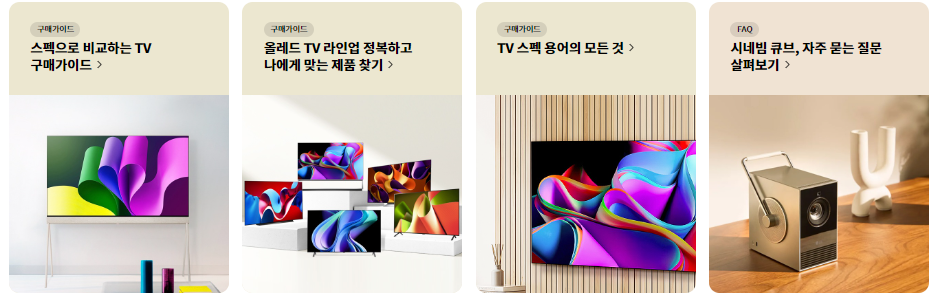 구매가이드
스펙으로 비교하는 TV
구매가이드 >
구매가이드
올레드 TV 라인업 정복하고
나에게 맞는 제품 찾기 >
구매가이드
TV 스펙 용어의 모든 것 >
FAQ
시네빔 큐브, 자주 묻는 질문
살펴보기 >